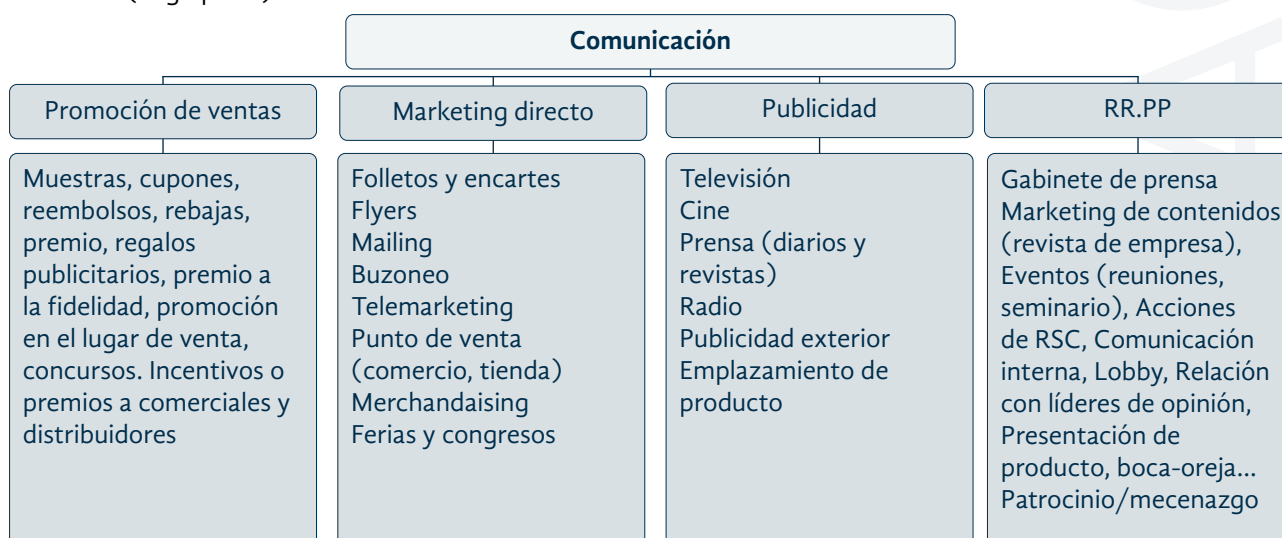 Comunicación
Promoción de ventas
Muestras, cupones,
reembolsos, rebajas,
premio, regalos
publicitarios, premio a
la fidelidad, promoción
en el lugar de venta,
concursos. Incentivos o
premios a comerciales y
distribuidores
Marketing directo
Folletos y encartes
Flyers
Mailing
Buzoneo
Telemarketing
Punto de venta
(comercio, tienda)
Merchandaising
Ferias y congresos
Publicidad
Televisión
Cine
Prensa (diarios y
revistas)
Radio
Publicidad exterior
Emplazamiento de
producto
RR.PP
Gabinete de prensa
Marketing de contenidos
(revista de empresa),
Eventos (reuniones,
seminario), Acciones
de RSC, Comunicación
interna, Lobby, Relación
con líderes de opinión,
Presentación de
producto, boca-oreja...
Patrocinio/mecenazgo